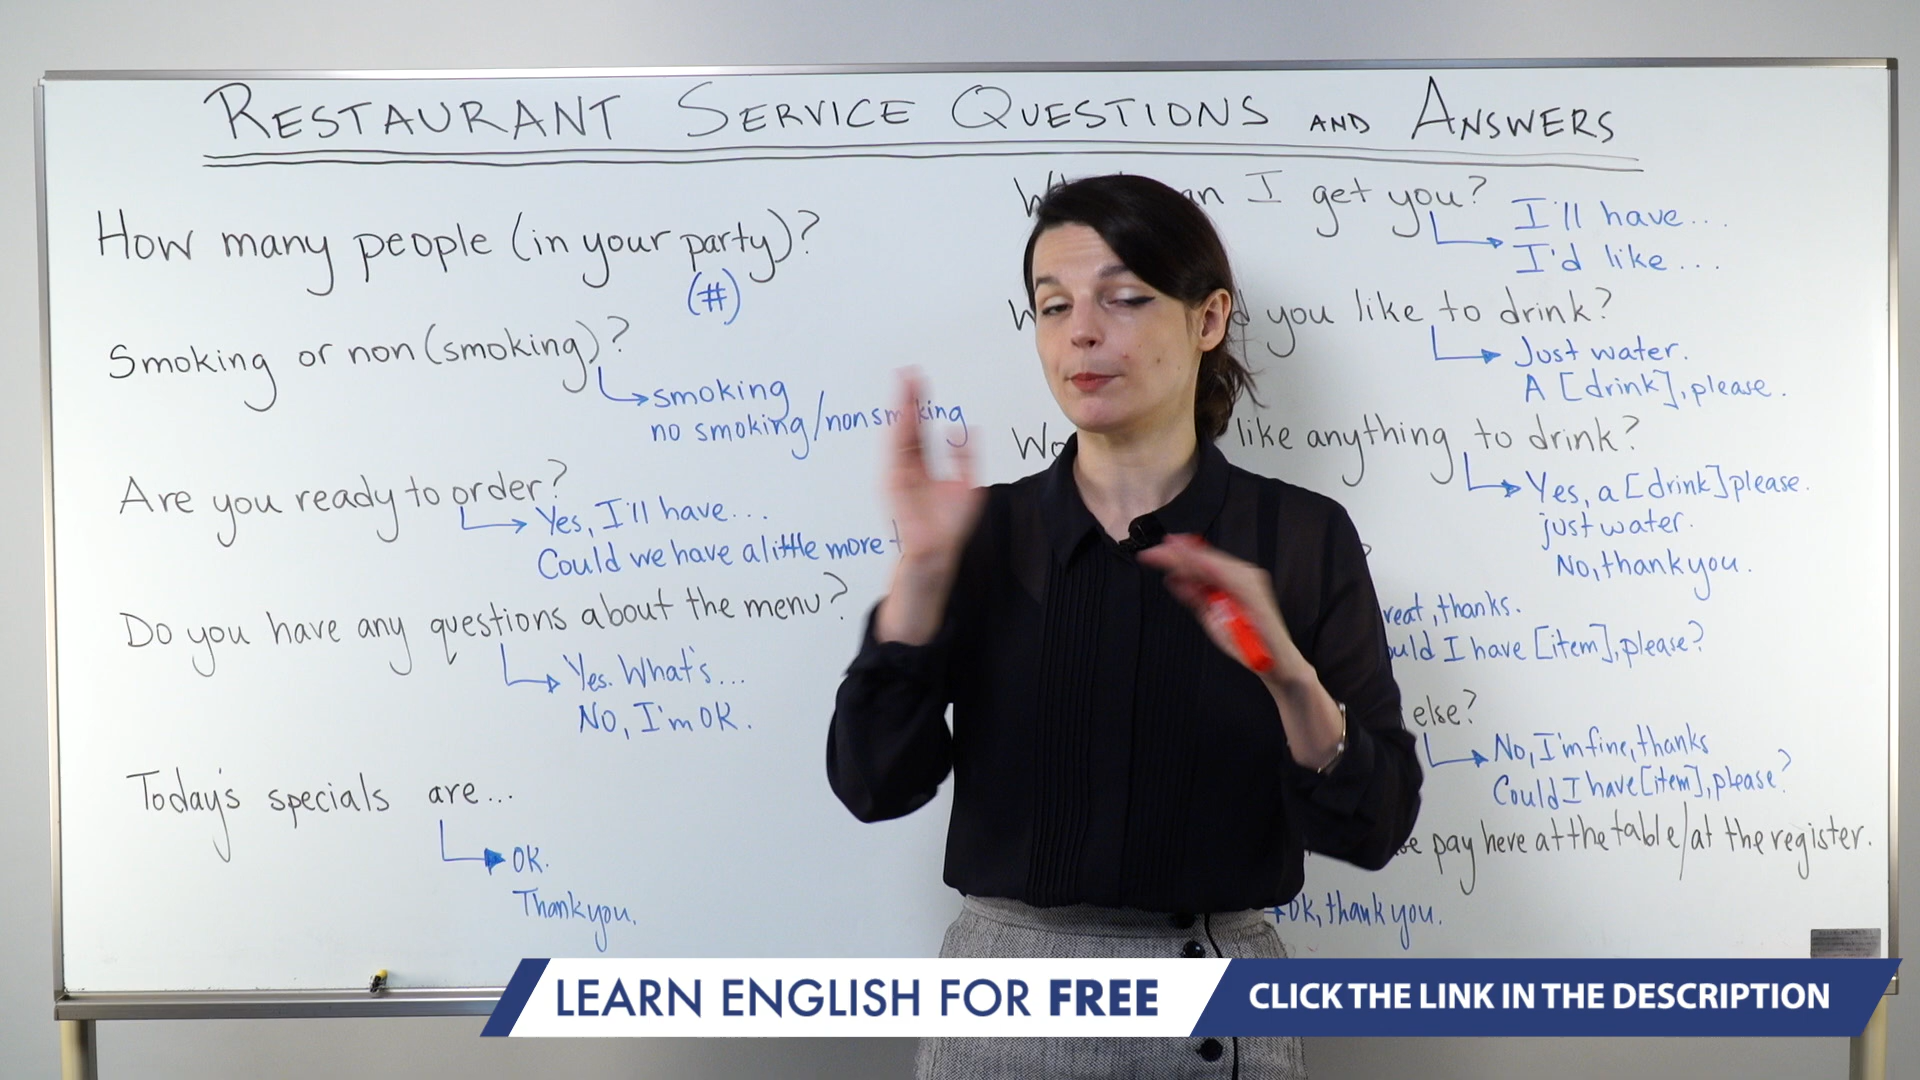 RESTAURANT SERVICE QUESTIONS AND ANSWERS
How many people (in your party)?
(#)
Smoking or non (smoking)?
smoking
no smoking/nonsmoking
Are you ready to order?
Yes, I'll have...
Could we have a little more
Do you have any questions about the menu?
Yes. What's...
No, I'm OK.
Today's specials are...
OK.
Thank you.
I get you?
I'll have...
I'd like...
you like to drink?
Just water.
A [drink], please.
like anything to drink?
Yes, a [drink] please.
just water.
No, thank you.
thanks.
I have [item], please?
else?
No, I'm fine, thanks
Could I have [item], please?
pay here at the table/at the register.
OK, thank you.
LEARN ENGLISH FOR FREE
CLICK THE LINK IN THE DESCRIPTION